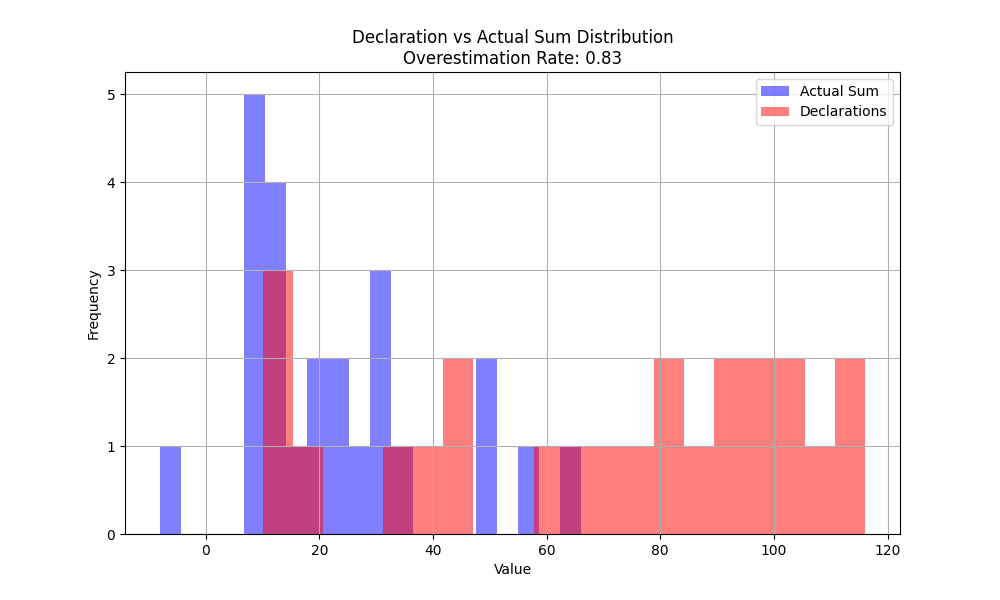 Declaration vs Actual Sum Distribution
Overestimation Rate: 0.83
Actual Sum
Declarations
5
4
3
2
1
0
Frequency
0 20 40 60 80 100 120
Value